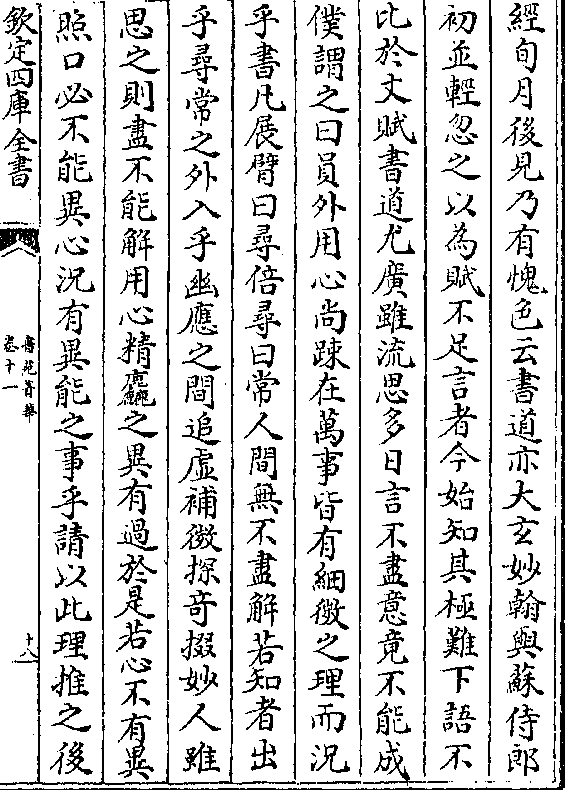 經旬月後見乃有愧色云書道亦大玄妙翰與蘇侍郎
初並輕忽之以為賦不足言者今始知其極難下語不
比於文賦書道尤廣雖流思多日言不盡意竟不能成
僕謂之曰員外用心尚踈在萬事皆有細微之理而況
乎書凡展臂曰尋倍尋曰常人間無不盡解若知者出
乎尋常之外入乎幽應之間追虛補微探竒掇妙人雖
思之則盡不能解用心精麤之異有過於是若心不有異
照口必不能異心況有異能之事乎請以此理推之後
欽定四庫全書
書苑菁華
卷十一
十八